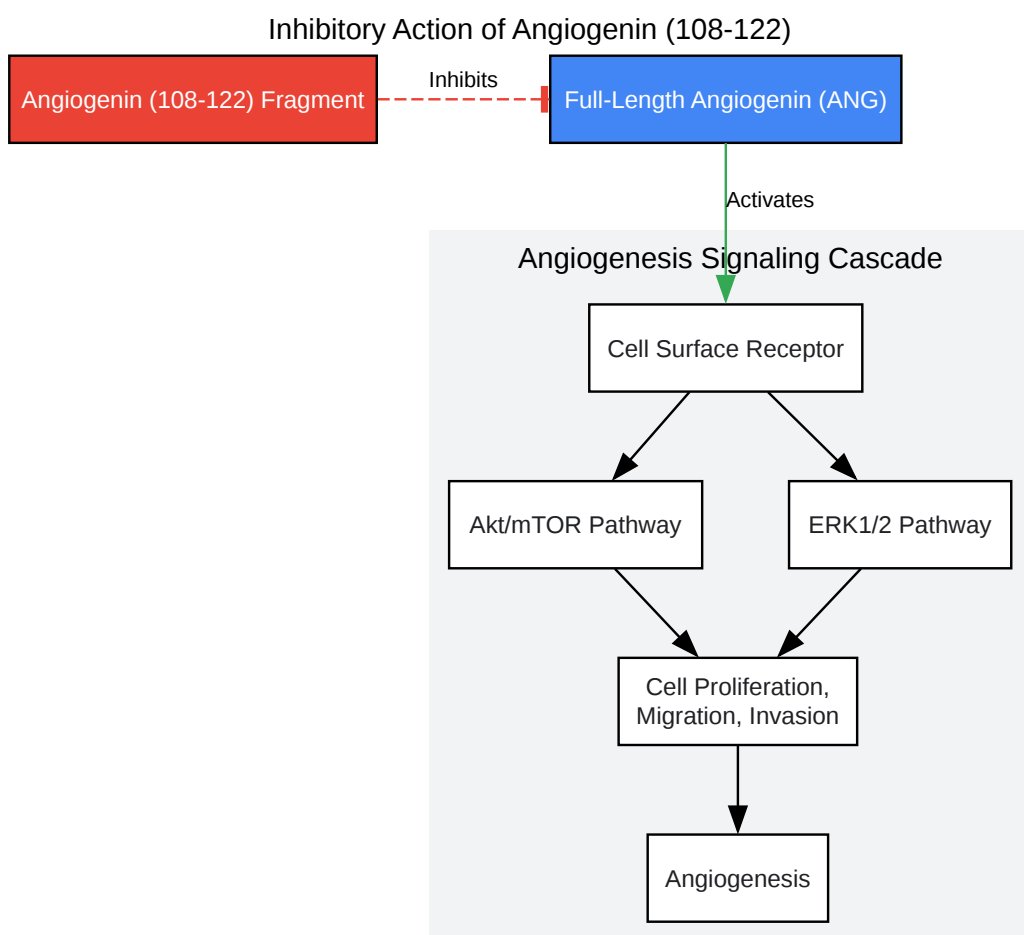 Inhibitory Action of Angiogenin (108-122)
Angiogenin (108-122) Fragment
Inhibits
Full-Length Angiogenin (ANG)
Activates
Angiogenesis Signaling Cascade
Cell Surface Receptor
Akt/mTOR Pathway
ERK1/2 Pathway
Cell Proliferation,
Migration, Invasion
Angiogenesis